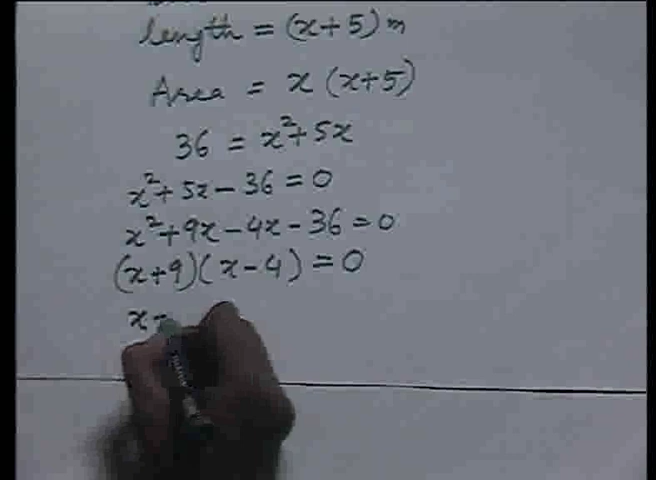 length = (x+5) m
Area = x (x+5)
36 = x²+5x
x²+5x-36=0
x²+9x-4x-36=0
(x+9)(x-4)=0
x=